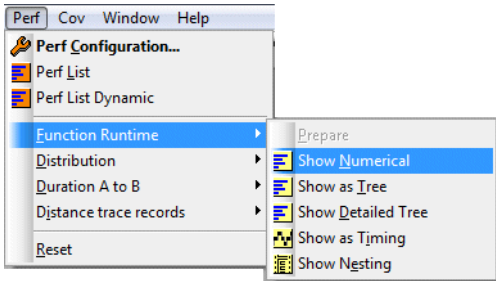 Perf Cov Window Help
Perf Configuration...
Perf List
Perf List Dynamic
Function Runtime
Distribution
Duration A to B
Distance trace records
Reset
Prepare
Show Numerical
Show as Tree
Show Detailed Tree
Show as Timing
Show Nesting